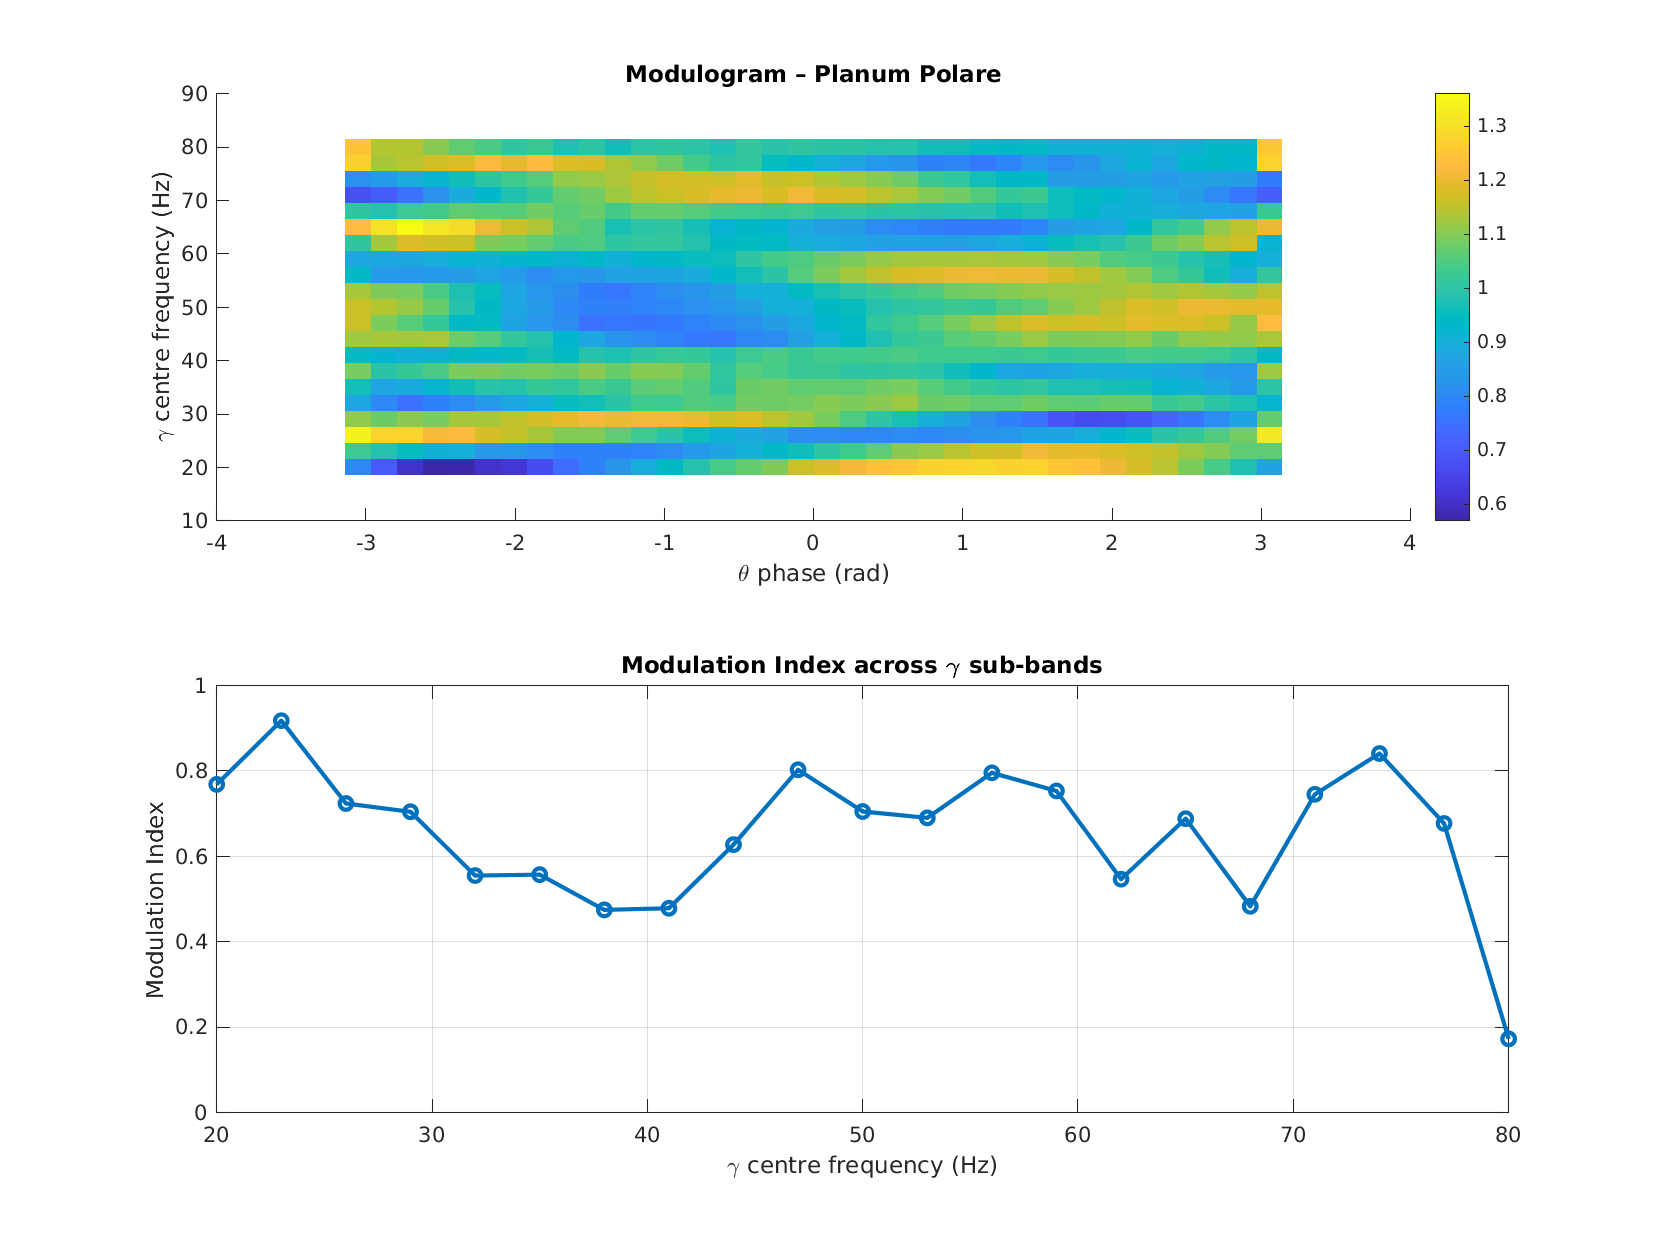 Modulogram – Planum Polare
90
80
70
60
50
40
30
20
10
γ centre frequency (Hz)
-4 -3 -2 -1 0 1 2 3 4
θ phase (rad)
1.3
1.2
1.1
1
0.9
0.8
0.7
0.6
Modulation Index across γ sub-bands
1
0.8
0.6
0.4
0.2
0
Modulation Index
20 30 40 50 60 70 80
γ centre frequency (Hz)